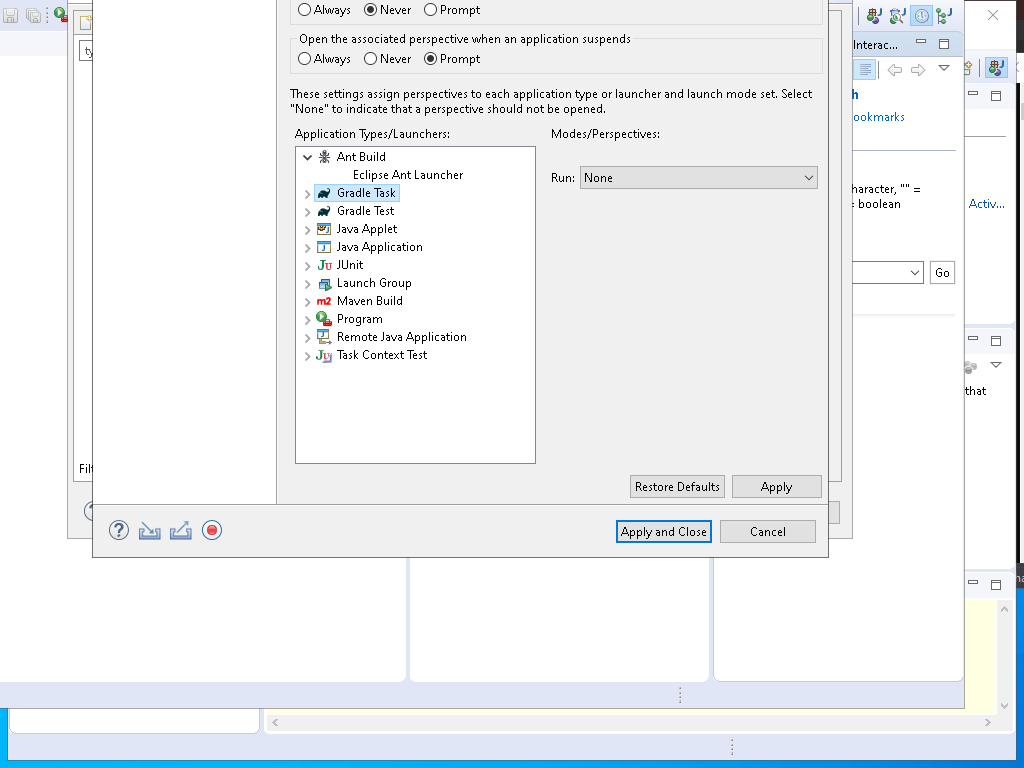 Always Never Prompt
Open the associated perspective when an application suspends
Always Never Prompt
These settings assign perspectives to each application type or launcher and launch mode set. Select
"None" to indicate that a perspective should not be opened.
Application Types/Launchers:
Modes/Perspectives:
Ant Build
Eclipse Ant Launcher
Gradle Task
Gradle Test
Java Applet
Java Application
JUnit
Launch Group
Maven Build
Program
Remote Java Application
Task Context Test
Run: None
Restore Defaults Apply
Apply and Close Cancel
Interac...
ookmarks
haracter, "" =
= boolean
Activ...
Go
that
ty
Filt